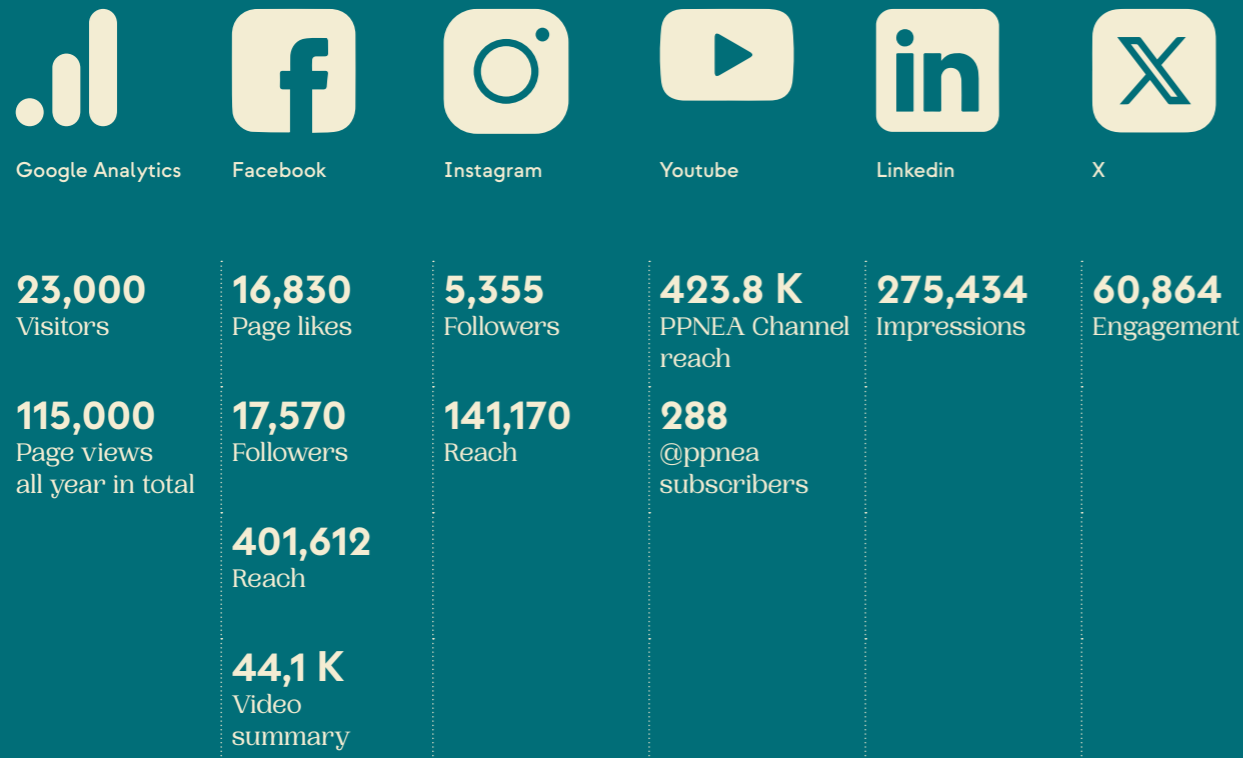 Google Analytics
Facebook
Instagram
Youtube
Linkedin
X
23,000
Visitors
115,000
Page views
all year in total
16,830
Page likes
17,570
Followers
401,612
Reach
44,1 K
Video
summary
5,355
Followers
141,170
Reach
423.8 K
PPNEA Channel
reach
288
@ppnea
subscribers
275,434
Impressions
60,864
Engagement